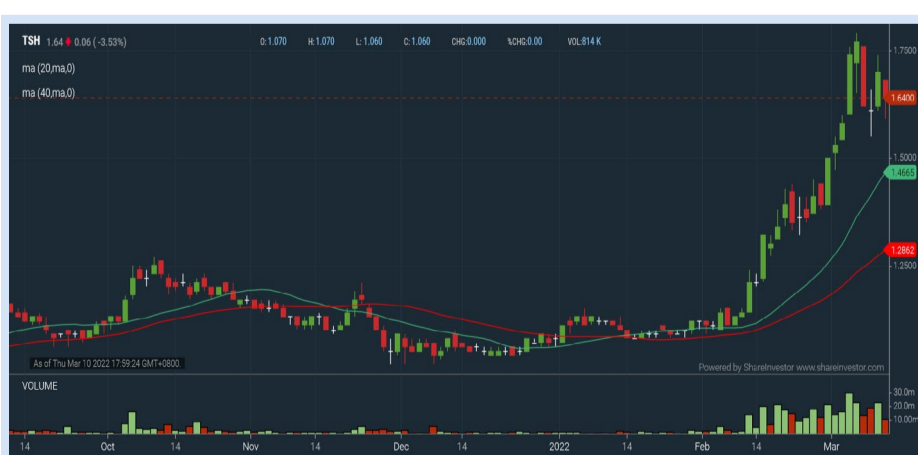 TSH 1.64 0.06 ( -3.53%) O:1.070 H:1.070 L: 1.060 C: 1.060 CHG:0.000 %CHG:0.00 VOL:814 K
ma (20,ma,0)
ma (40,ma,0)
1.7500
1.6400
1.5000
1.4665
1.2862
1.2500
As of Thu Mar 10 2022 17:59:24 GMT+0800.
Powered by ShareInvestor www.shareinvestor.com
VOLUME
30.0m
20.0m
10.00m
14 Oct 14 Nov 14 Dec 14 2022 14 Feb 14 Mar